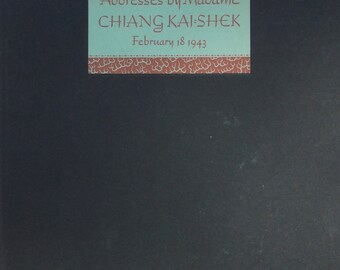 Addresses by Madame
CHIANG KAI·SHEK
February 18 1943